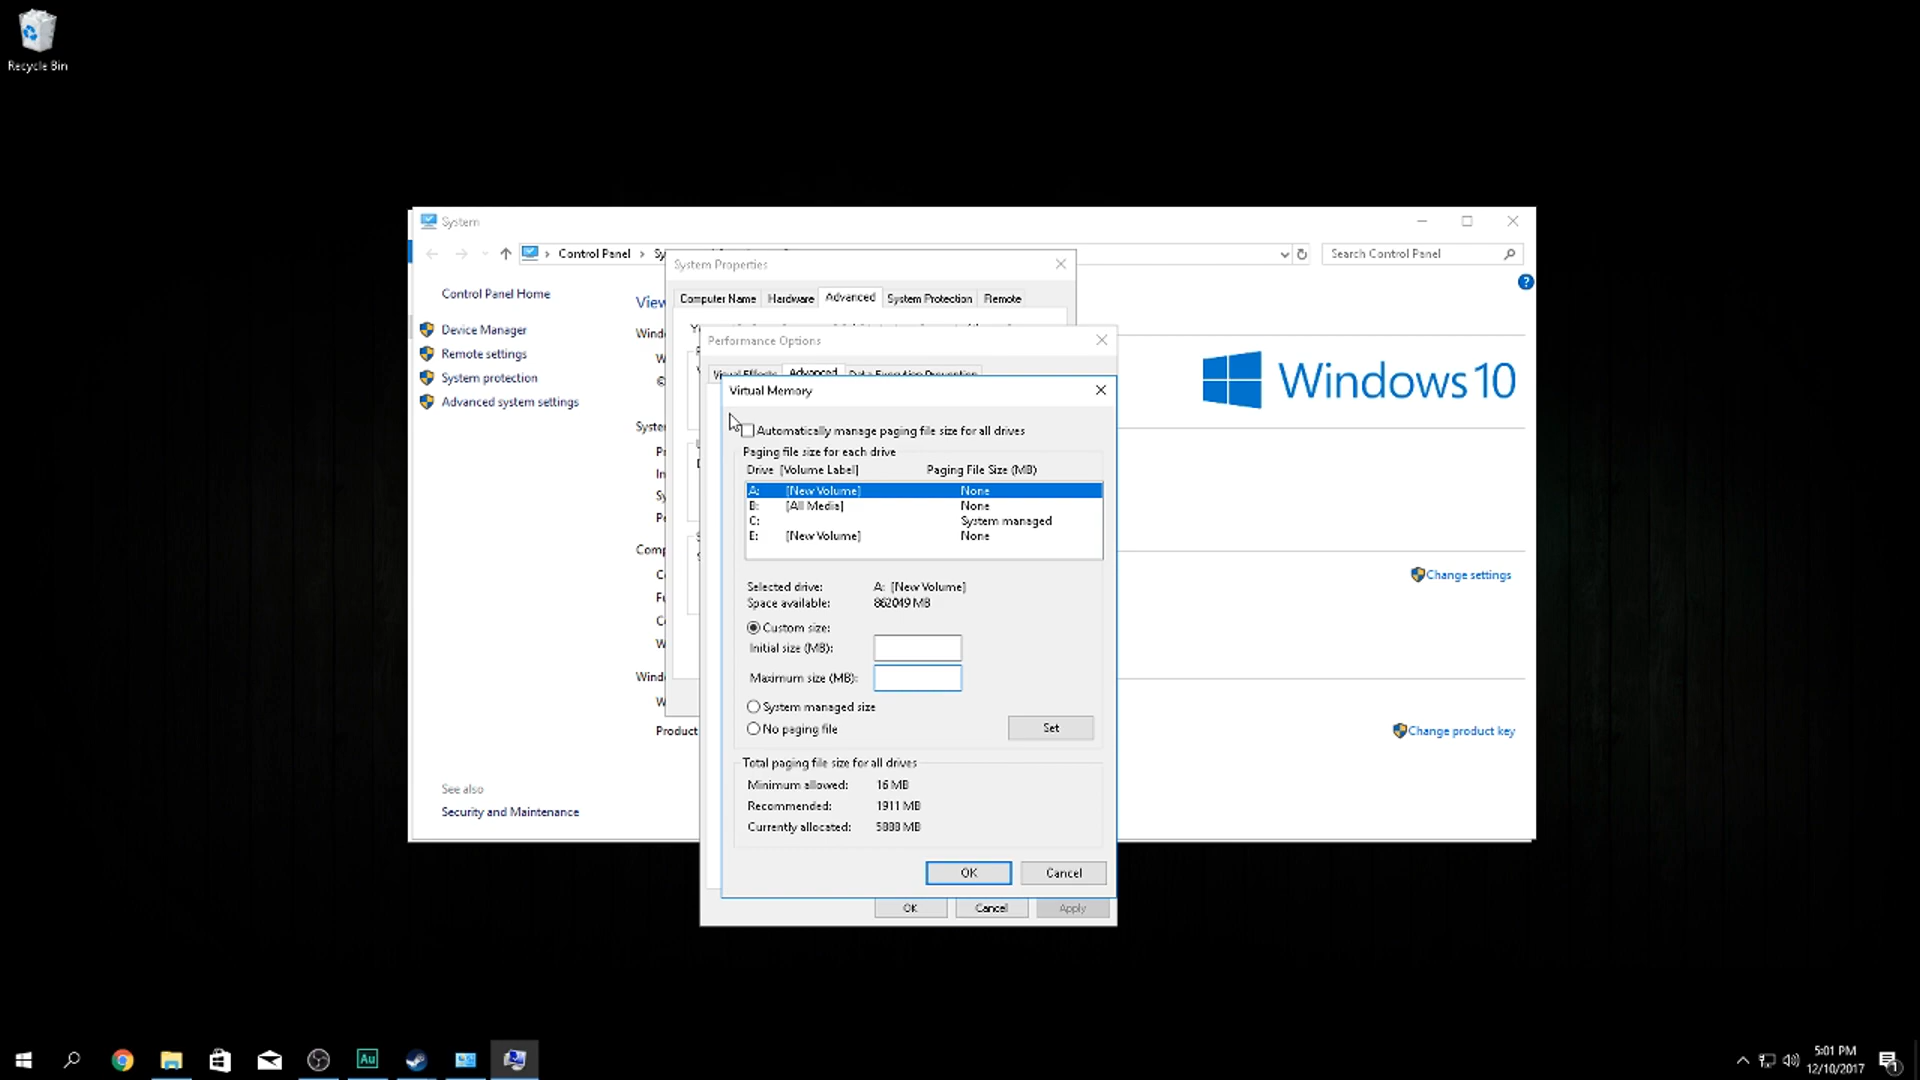 Recycle Bin
System
Control Panel
Search Control Panel
Control Panel Home
Device Manager
Remote settings
System protection
Advanced system settings
See also
Security and Maintenance
Product
Windows 10
Change settings
Change product key
System Properties
Computer Name Hardware Advanced System Protection Remote
Performance Options
Visual Effects Advanced Data Execution Prevention
Virtual Memory
Automatically manage paging file size for all drives
Paging file size for each drive
Drive [Volume Label] Paging File Size (MB)
A: [New Volume] None
B: [All Media] None
C: System managed
E: [New Volume] None
Selected drive: A: [New Volume]
Space available: 862049 MB
Custom size:
Initial size (MB):
Maximum size (MB):
System managed size
No paging file
Set
Total paging file size for all drives
Minimum allowed: 16 MB
Recommended: 1911 MB
Currently allocated: 5888 MB
OK Cancel
OK Cancel Apply
Au
5:01 PM
12/10/2017
1